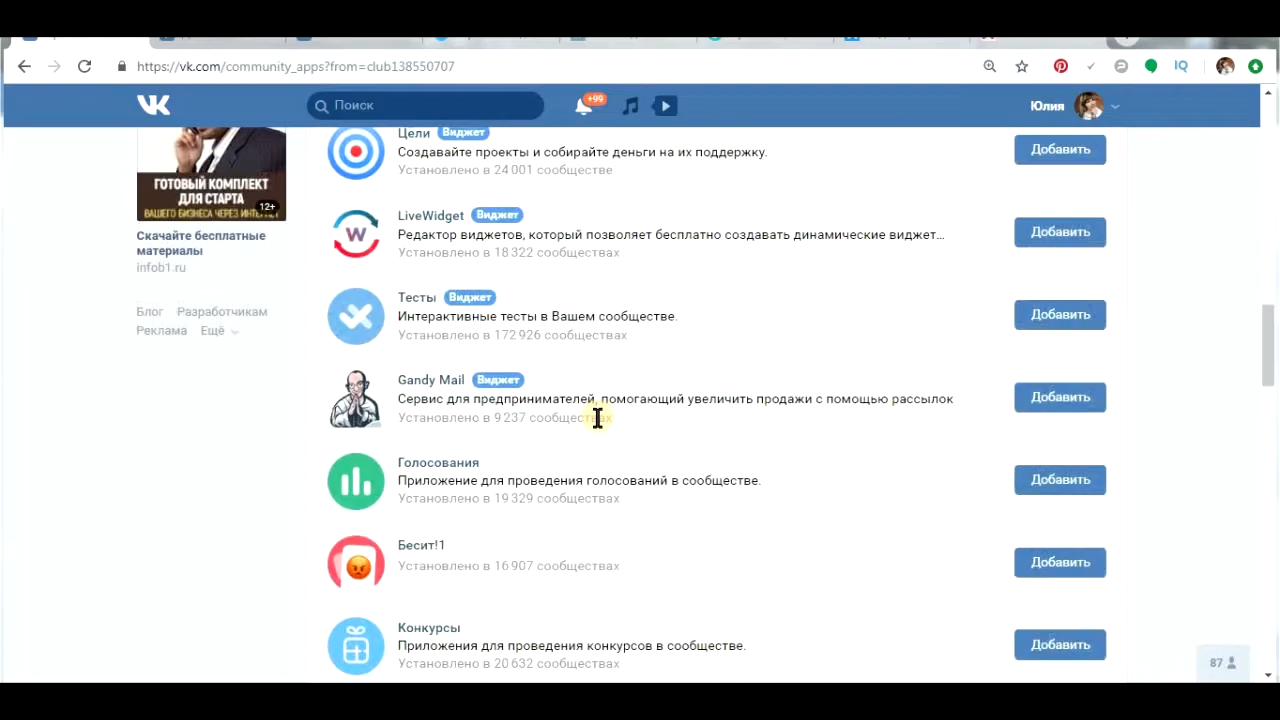 https://vk.com/community_apps?from=club138550707
IQ
Поиск
+99
Юлия
ГОТОВЫЙ КОМПЛЕКТ
ДЛЯ СТАРТА
ВАШЕГО БИЗНЕСА ЧЕРЕЗ ИНТЕРНЕТ
12+
Скачайте бесплатные
материалы
infob1.ru
Блог Разработчикам
Реклама Ещё
Цели Виджет
Создавайте проекты и собирайте деньги на их поддержку.
Установлено в 24 001 сообществе
Добавить
LiveWidget Виджет
Редактор виджетов, который позволяет бесплатно создавать динамические виджет...
Установлено в 18 322 сообществах
Добавить
Тесты Виджет
Интерактивные тесты в Вашем сообществе.
Установлено в 172 926 сообществах
Добавить
Gandy Mail Виджет
Сервис для предпринимателей, помогающий увеличить продажи с помощью рассылок
Установлено в 9 237 сообществах
Добавить
Голосования
Приложение для проведения голосований в сообществе.
Установлено в 19 329 сообществах
Добавить
Бесит!1
Установлено в 16 907 сообществах
Добавить
Конкурсы
Приложения для проведения конкурсов в сообществе.
Установлено в 20 632 сообществах
Добавить
87